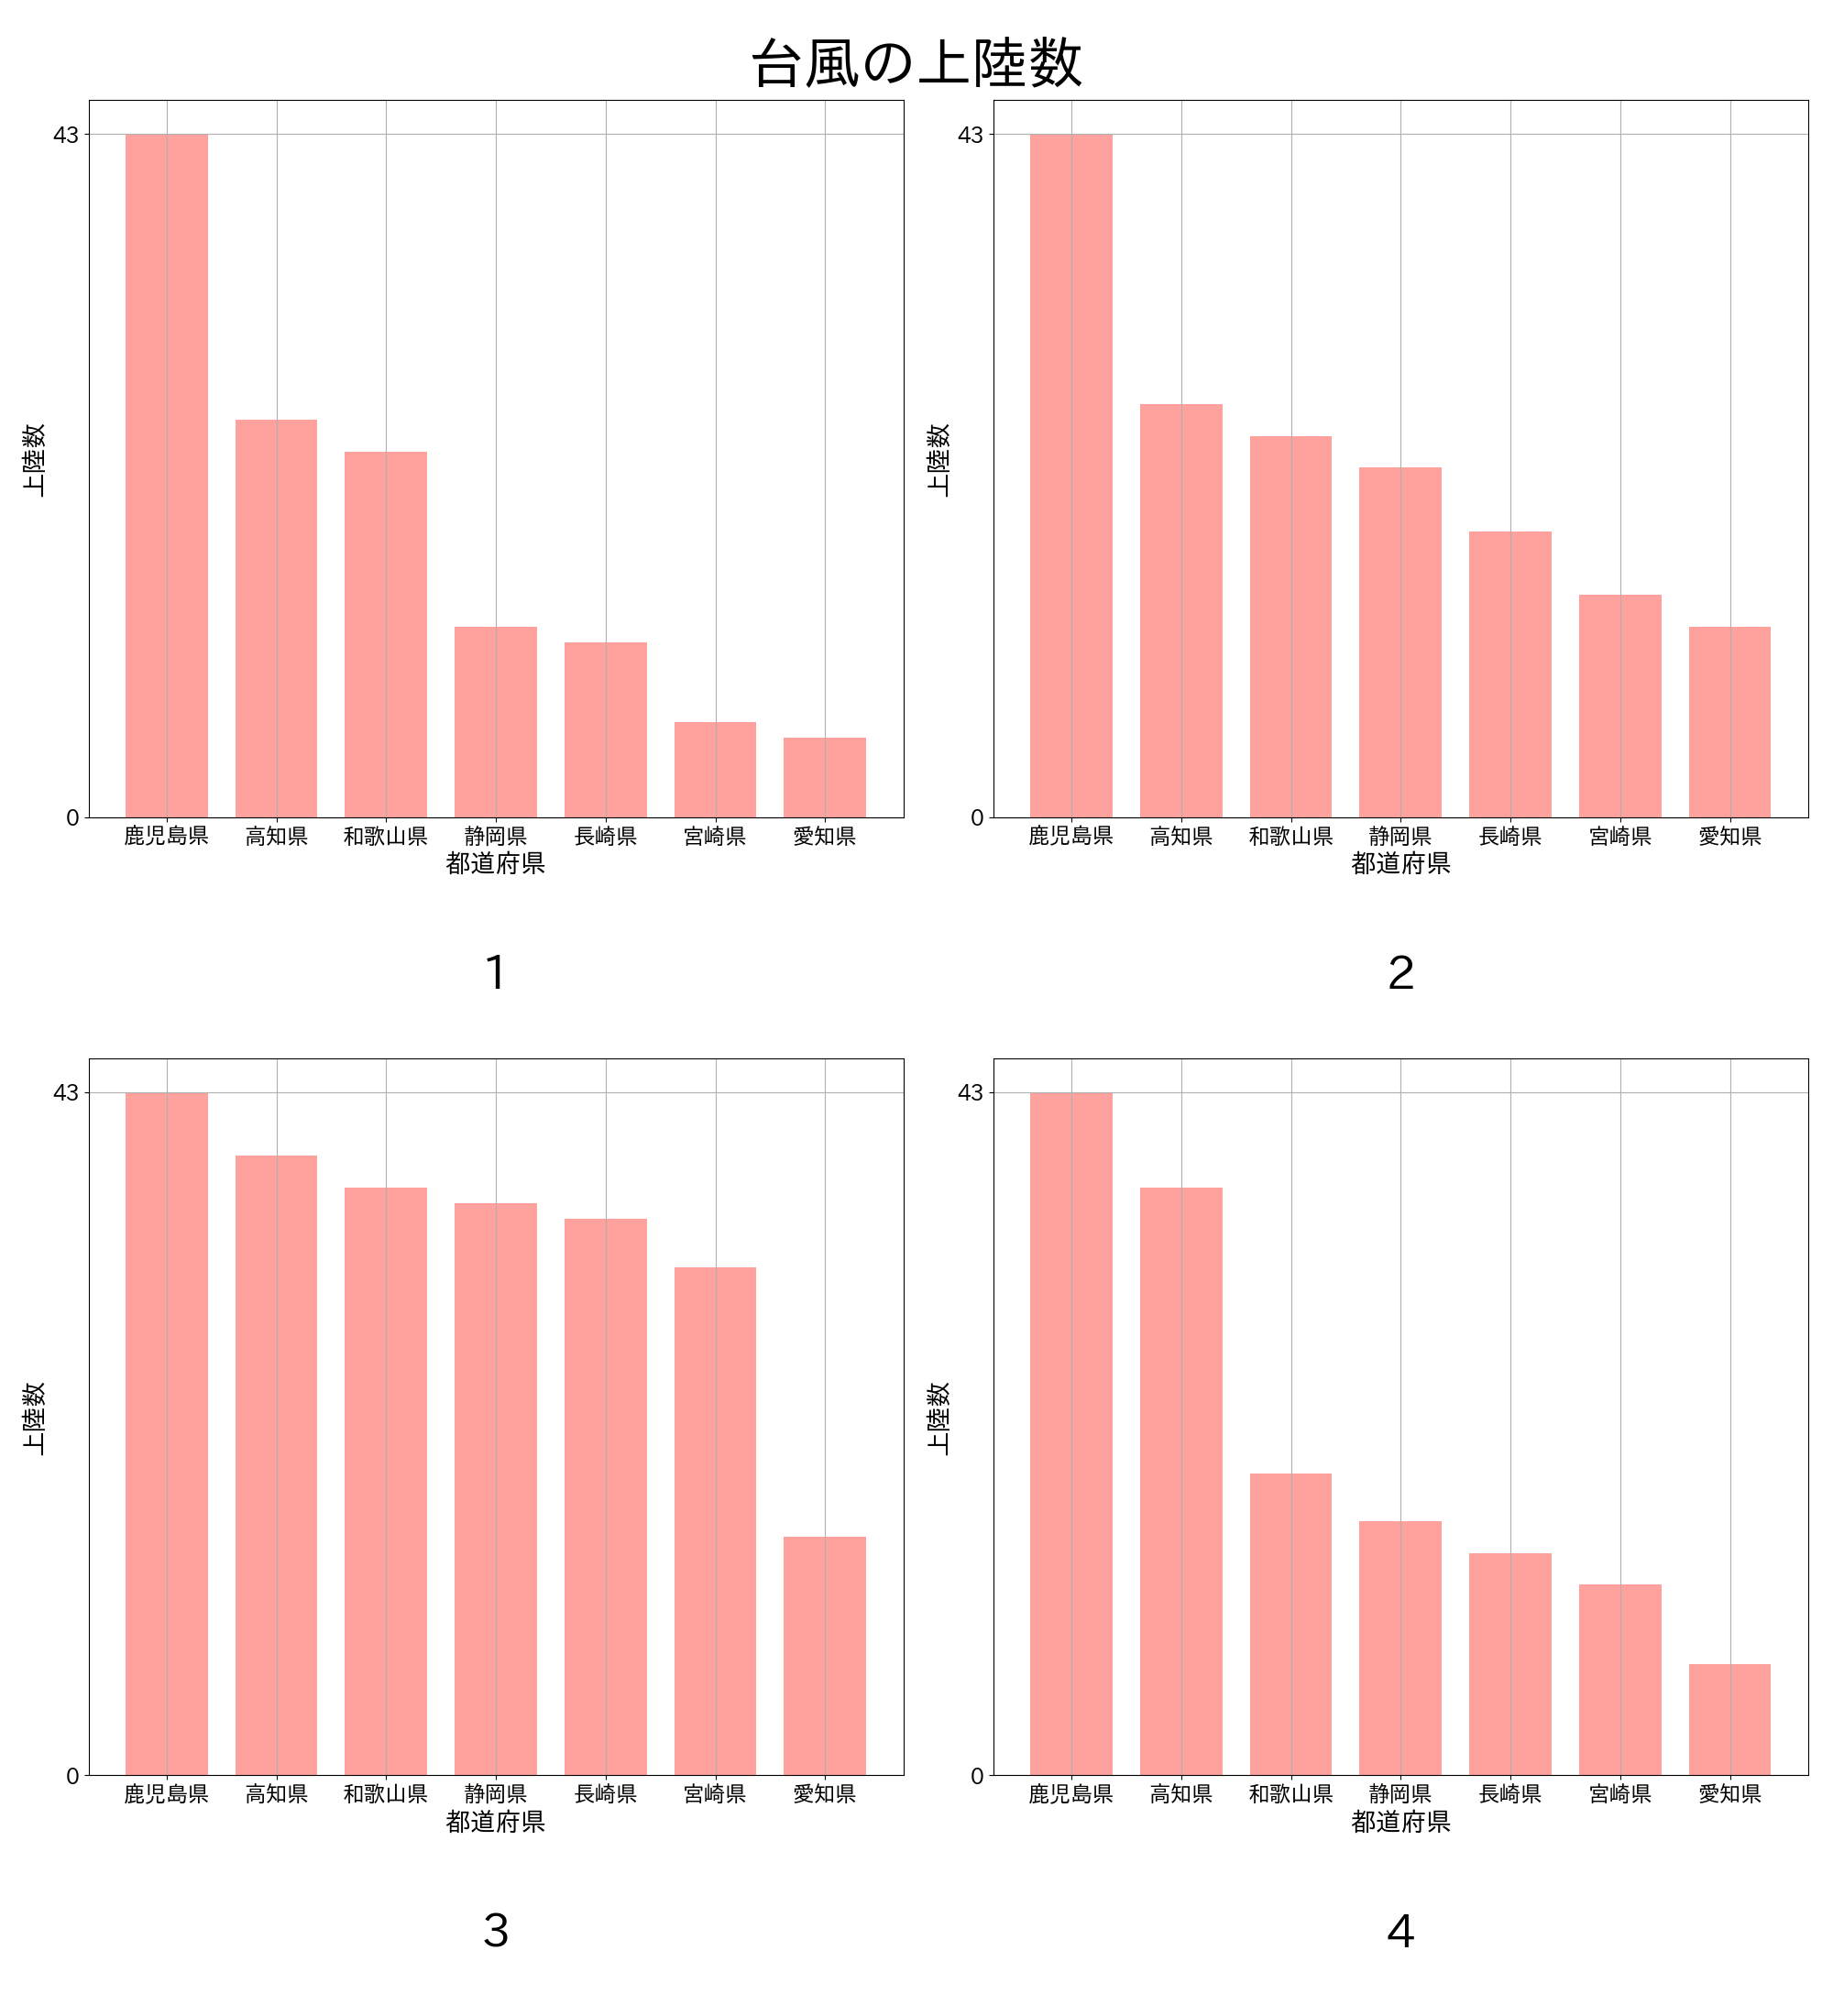 台風の上陸数
43
0
上陸数
鹿児島県 高知県 和歌山県 静岡県 長崎県 宮崎県 愛知県
都道府県
1
43
0
上陸数
鹿児島県 高知県 和歌山県 静岡県 長崎県 宮崎県 愛知県
都道府県
2
43
0
上陸数
鹿児島県 高知県 和歌山県 静岡県 長崎県 宮崎県 愛知県
都道府県
3
43
0
上陸数
鹿児島県 高知県 和歌山県 静岡県 長崎県 宮崎県 愛知県
都道府県
4